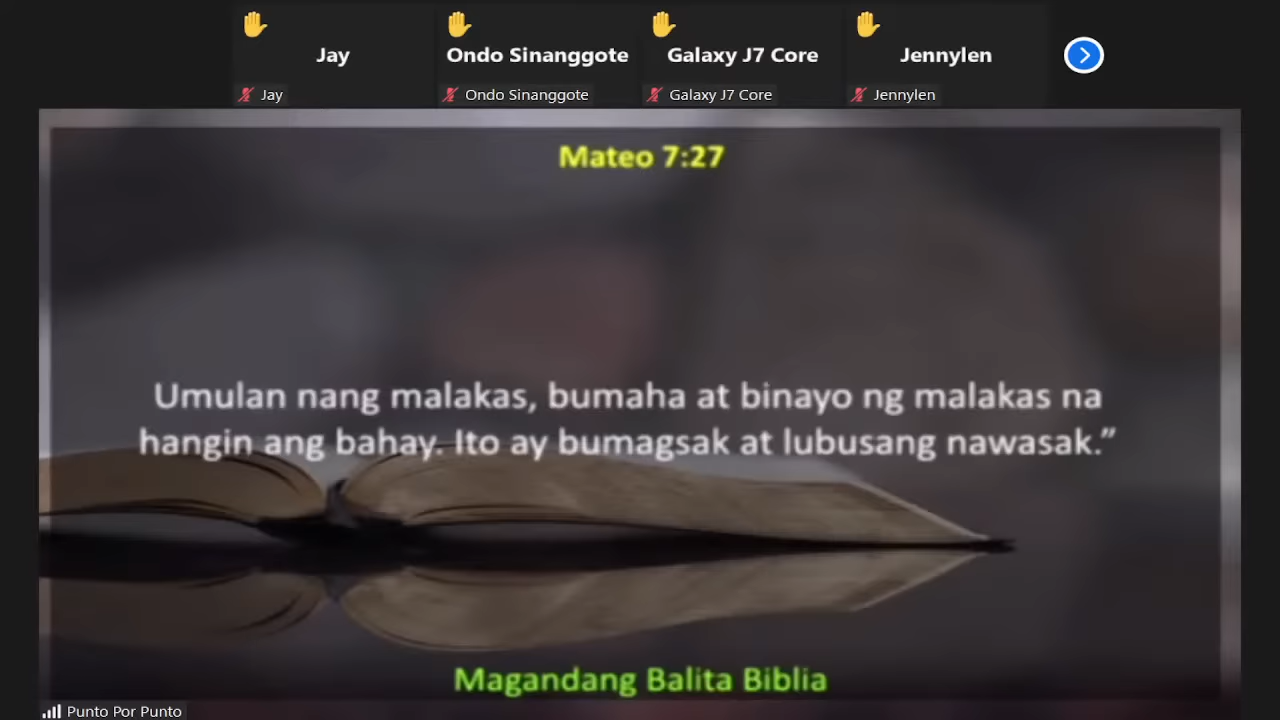 Jay
Ondo Sinanggote
Galaxy J7 Core
Jennylen
Jay
Ondo Sinanggote
Galaxy J7 Core
Jennylen
Mateo 7:27
Umulan nang malakas, bumaha at binayo ng malakas na
hangin ang bahay. Ito ay bumagsak at lubusang nawasak.”
Magandang Balita Biblia
Punto Por Punto